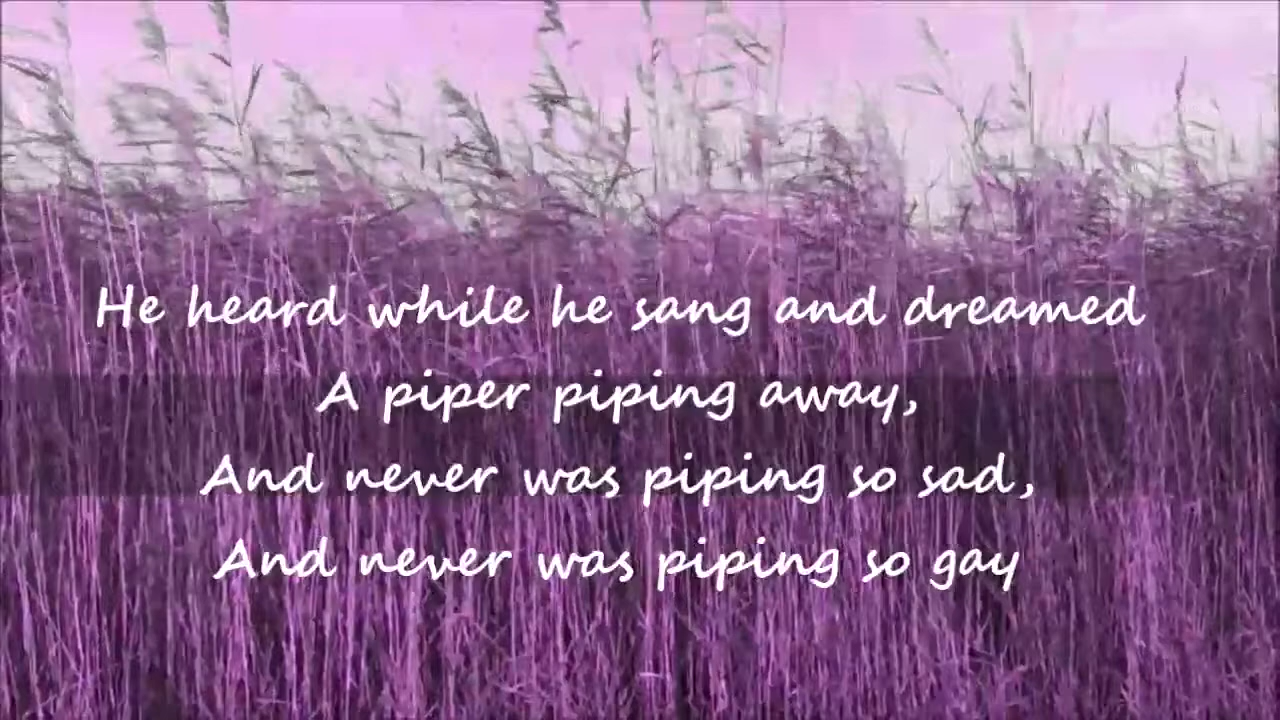 He heard while he sang and dreamed
A piper piping away,
And never was piping so sad,
And never was piping so gay